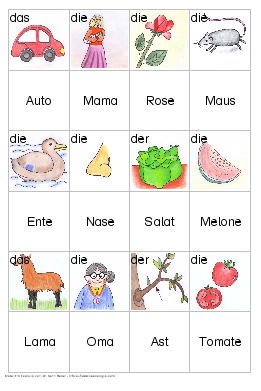 das die die die
Auto Mama Rose Maus
die die der die
Ente Nase Salat Melone
das die der die
Lama Oma Ast Tomate